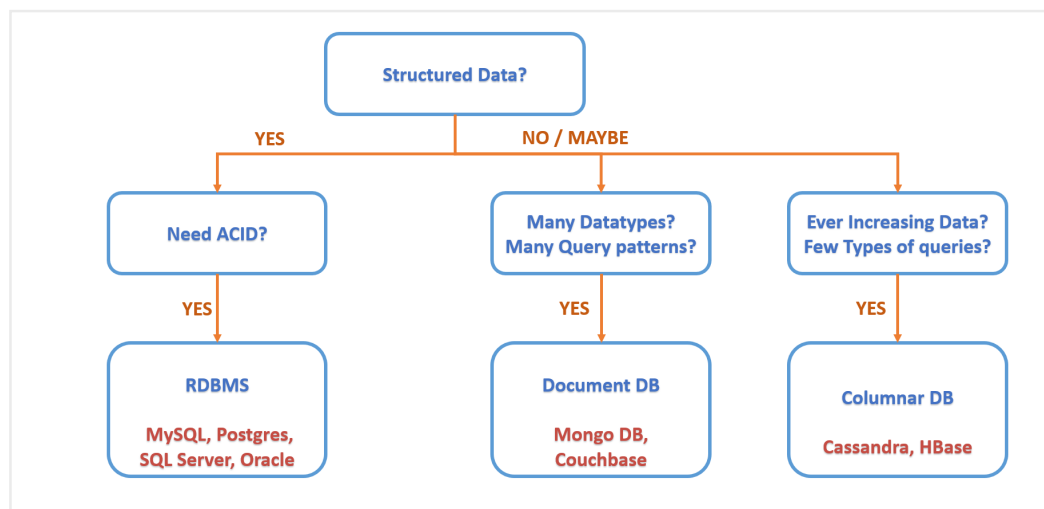 Structured Data?
YES
NO / MAYBE
Need ACID?
Many Datatypes?
Many Query patterns?
Ever Increasing Data?
Few Types of queries?
YES
YES
YES
RDBMS
MySQL, Postgres,
SQL Server, Oracle
Document DB
Mongo DB,
Couchbase
Columnar DB
Cassandra, HBase